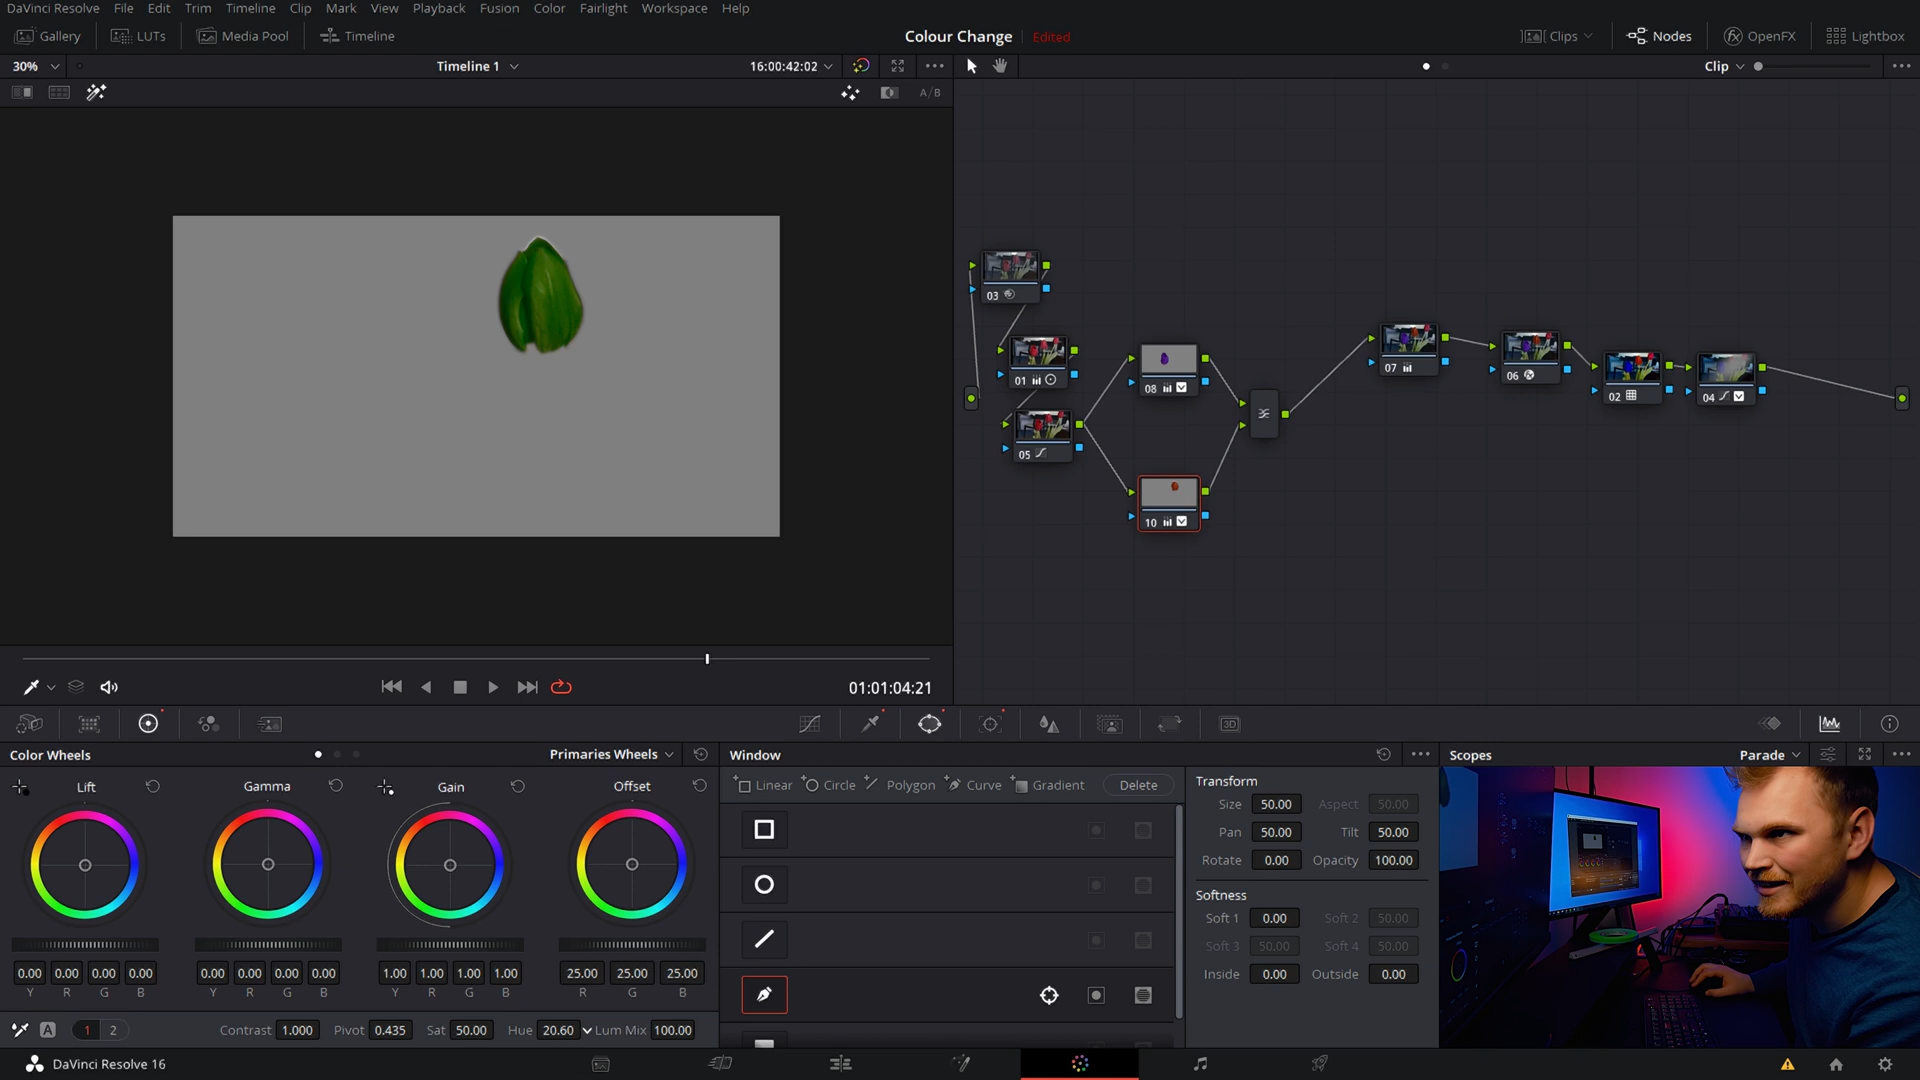 DaVinci Resolve File Edit Trim Timeline Clip Mark View Playback Fusion Color Fairlight Workspace Help
Gallery LUTs Media Pool Timeline Colour Change Edited Clips Nodes OpenFX Lightbox
30% Timeline 1 16:00:42:02 Clip
A/B
03
01
05
08
10
07
06
02
04
01:01:04:21
3D
Color Wheels Primaries Wheels Window Scopes Parade
Lift Gamma Gain Offset
Linear Circle Polygon Curve Gradient Delete
Transform
Size 50.00 Aspect 50.00
Pan 50.00 Tilt 50.00
Rotate 0.00 Opacity 100.00
Softness
Soft 1 0.00 Soft 2 50.00
Soft 3 50.00 Soft 4 50.00
Inside 0.00 Outside 0.00
0.00 0.00 0.00 0.00 0.00 0.00 0.00 0.00 1.00 1.00 1.00 1.00 25.00 25.00 25.00
Y R G B Y R G B Y R G B R G B
A 1 2 Contrast 1.000 Pivot 0.435 Sat 50.00 Hue 20.60 Lum Mix 100.00
DaVinci Resolve 16